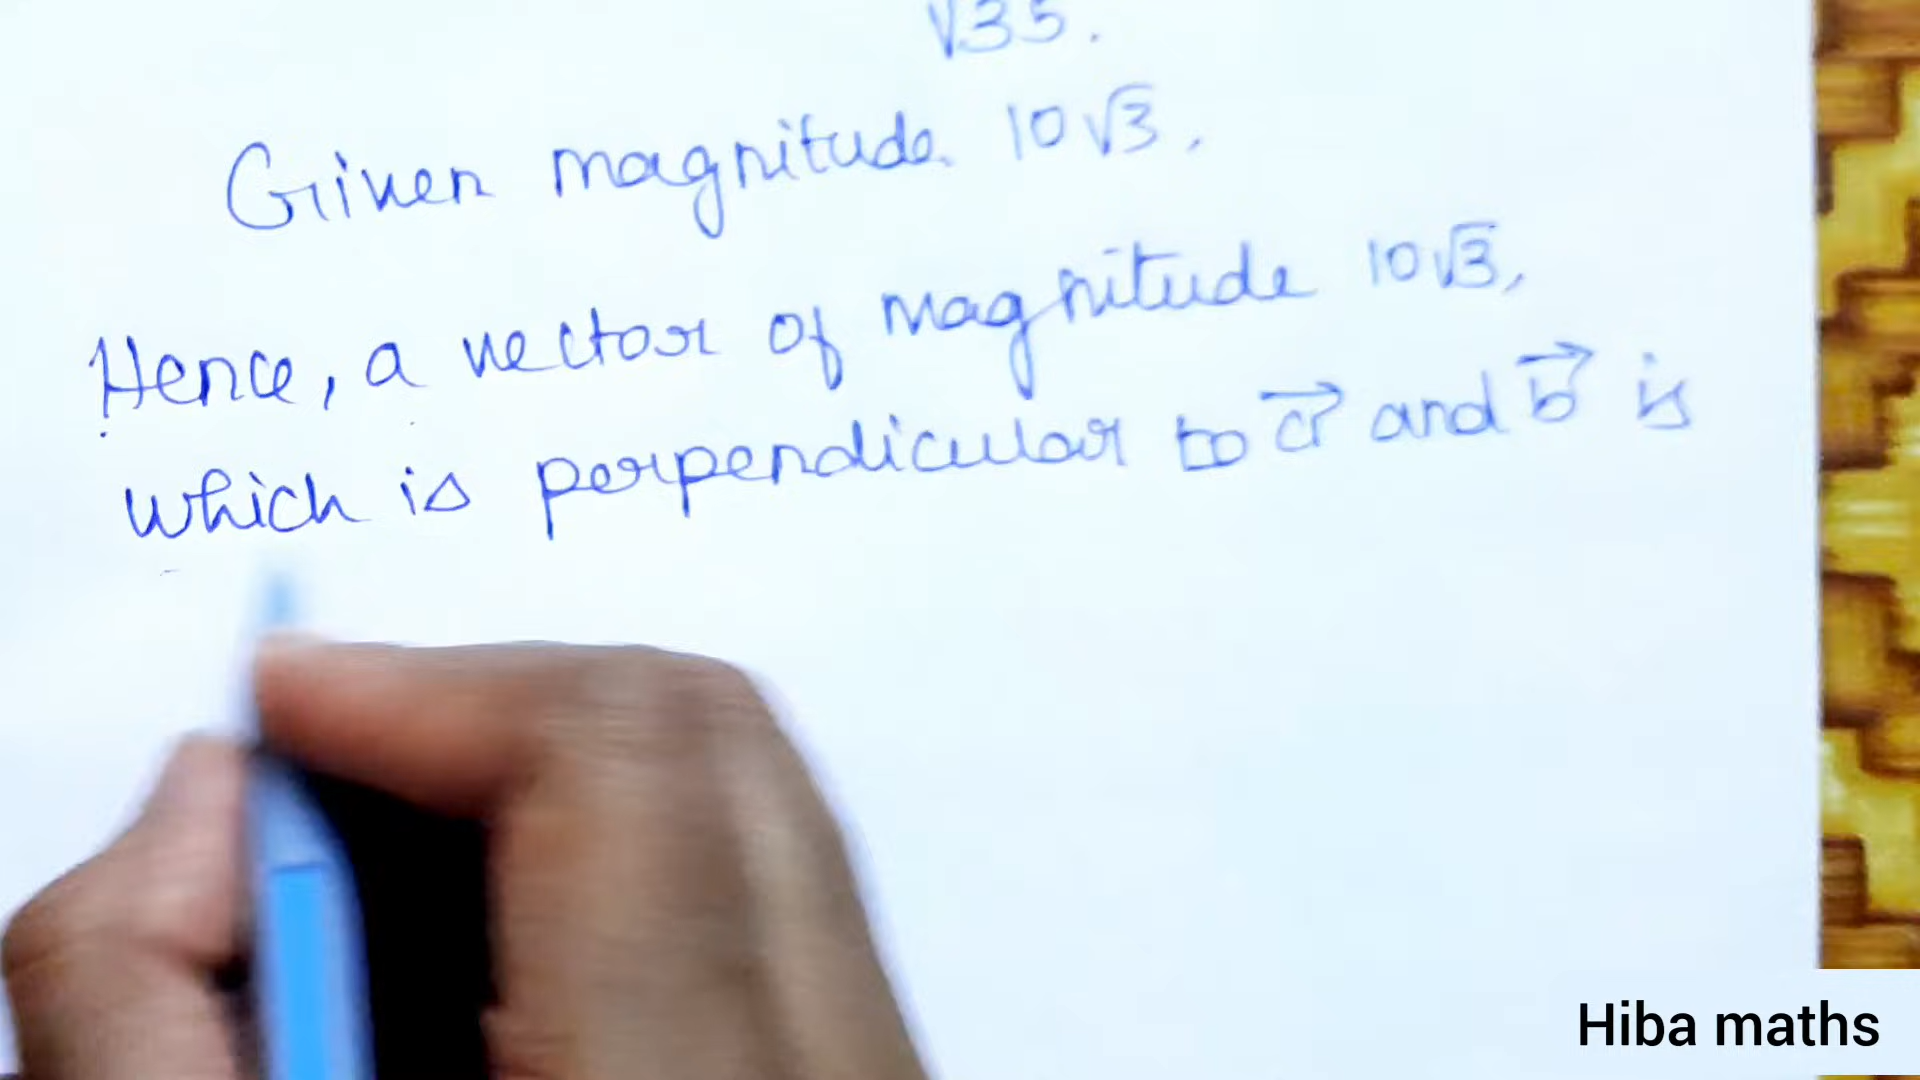 √35.
Given magnitude 10√3,
Hence, a vector of magnitude 10√3,
which is perpendicular to a⃗ and b⃗ is
Hiba maths